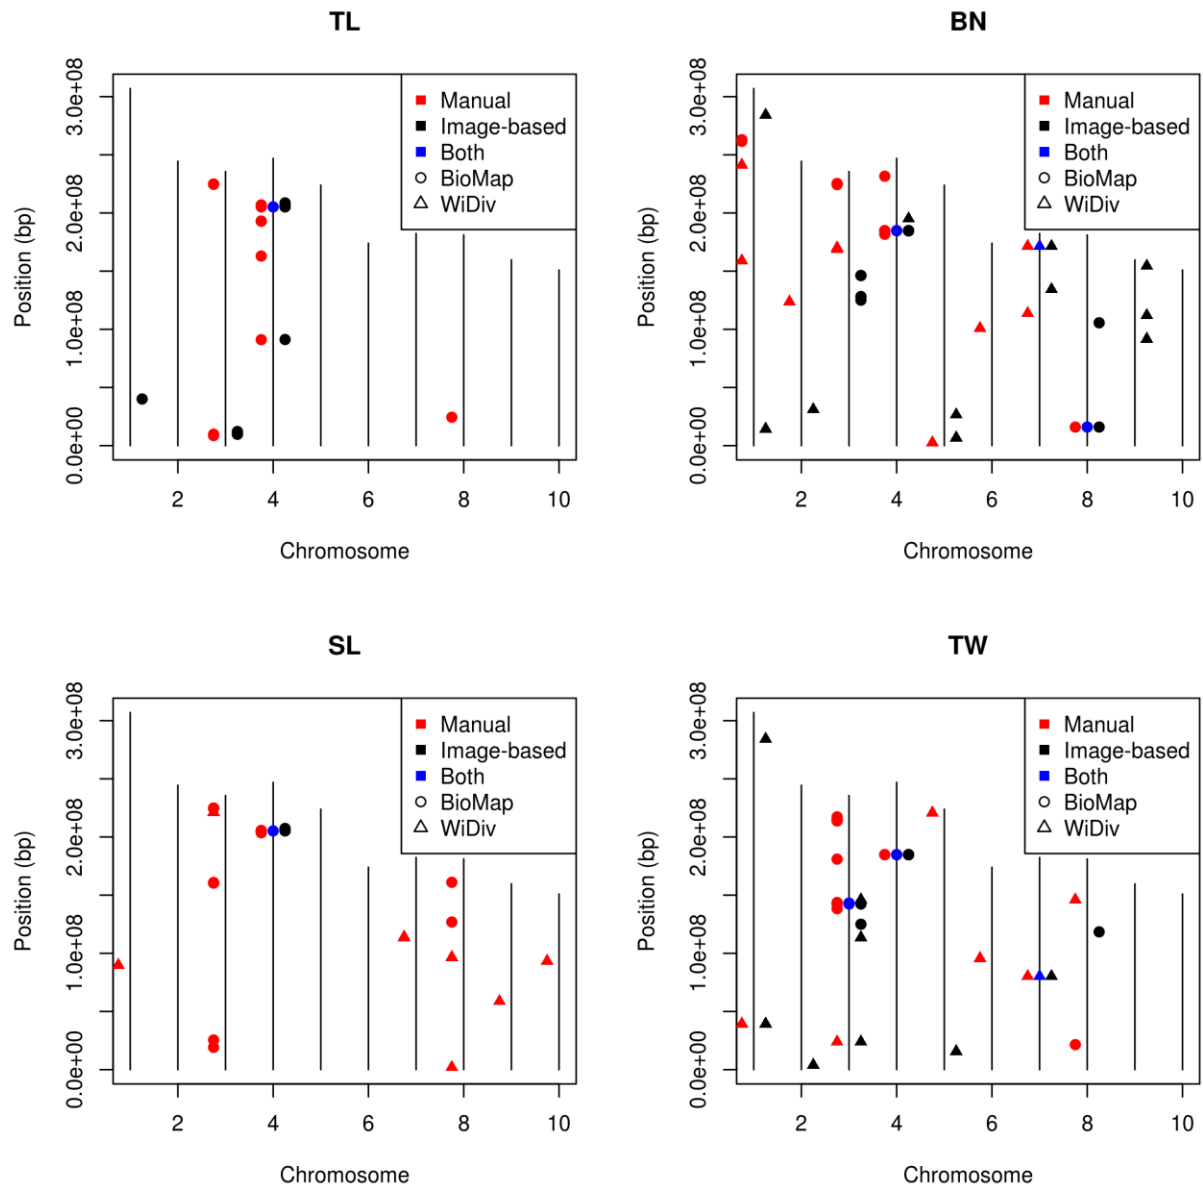 TL
Position (bp)
3.0e+08
2.0e+08
1.0e+08
0.0e+00
Manual
Image-based
Both
BioMap
WiDiv
2 4 6 8 10
Chromosome
BN
Position (bp)
3.0e+08
2.0e+08
1.0e+08
0.0e+00
Manual
Image-based
Both
BioMap
WiDiv
2 4 6 8 10
Chromosome
SL
Position (bp)
3.0e+08
2.0e+08
1.0e+08
0.0e+00
Manual
Image-based
Both
BioMap
WiDiv
2 4 6 8 10
Chromosome
TW
Position (bp)
3.0e+08
2.0e+08
1.0e+08
0.0e+00
Manual
Image-based
Both
BioMap
WiDiv
2 4 6 8 10
Chromosome